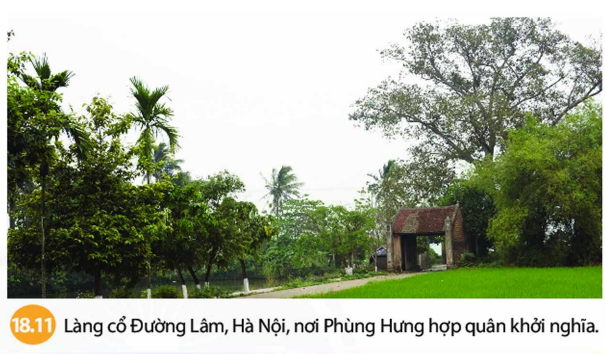 18.11 Làng cổ Đường Lâm, Hà Nội, nơi Phùng Hưng hợp quân khởi nghĩa.